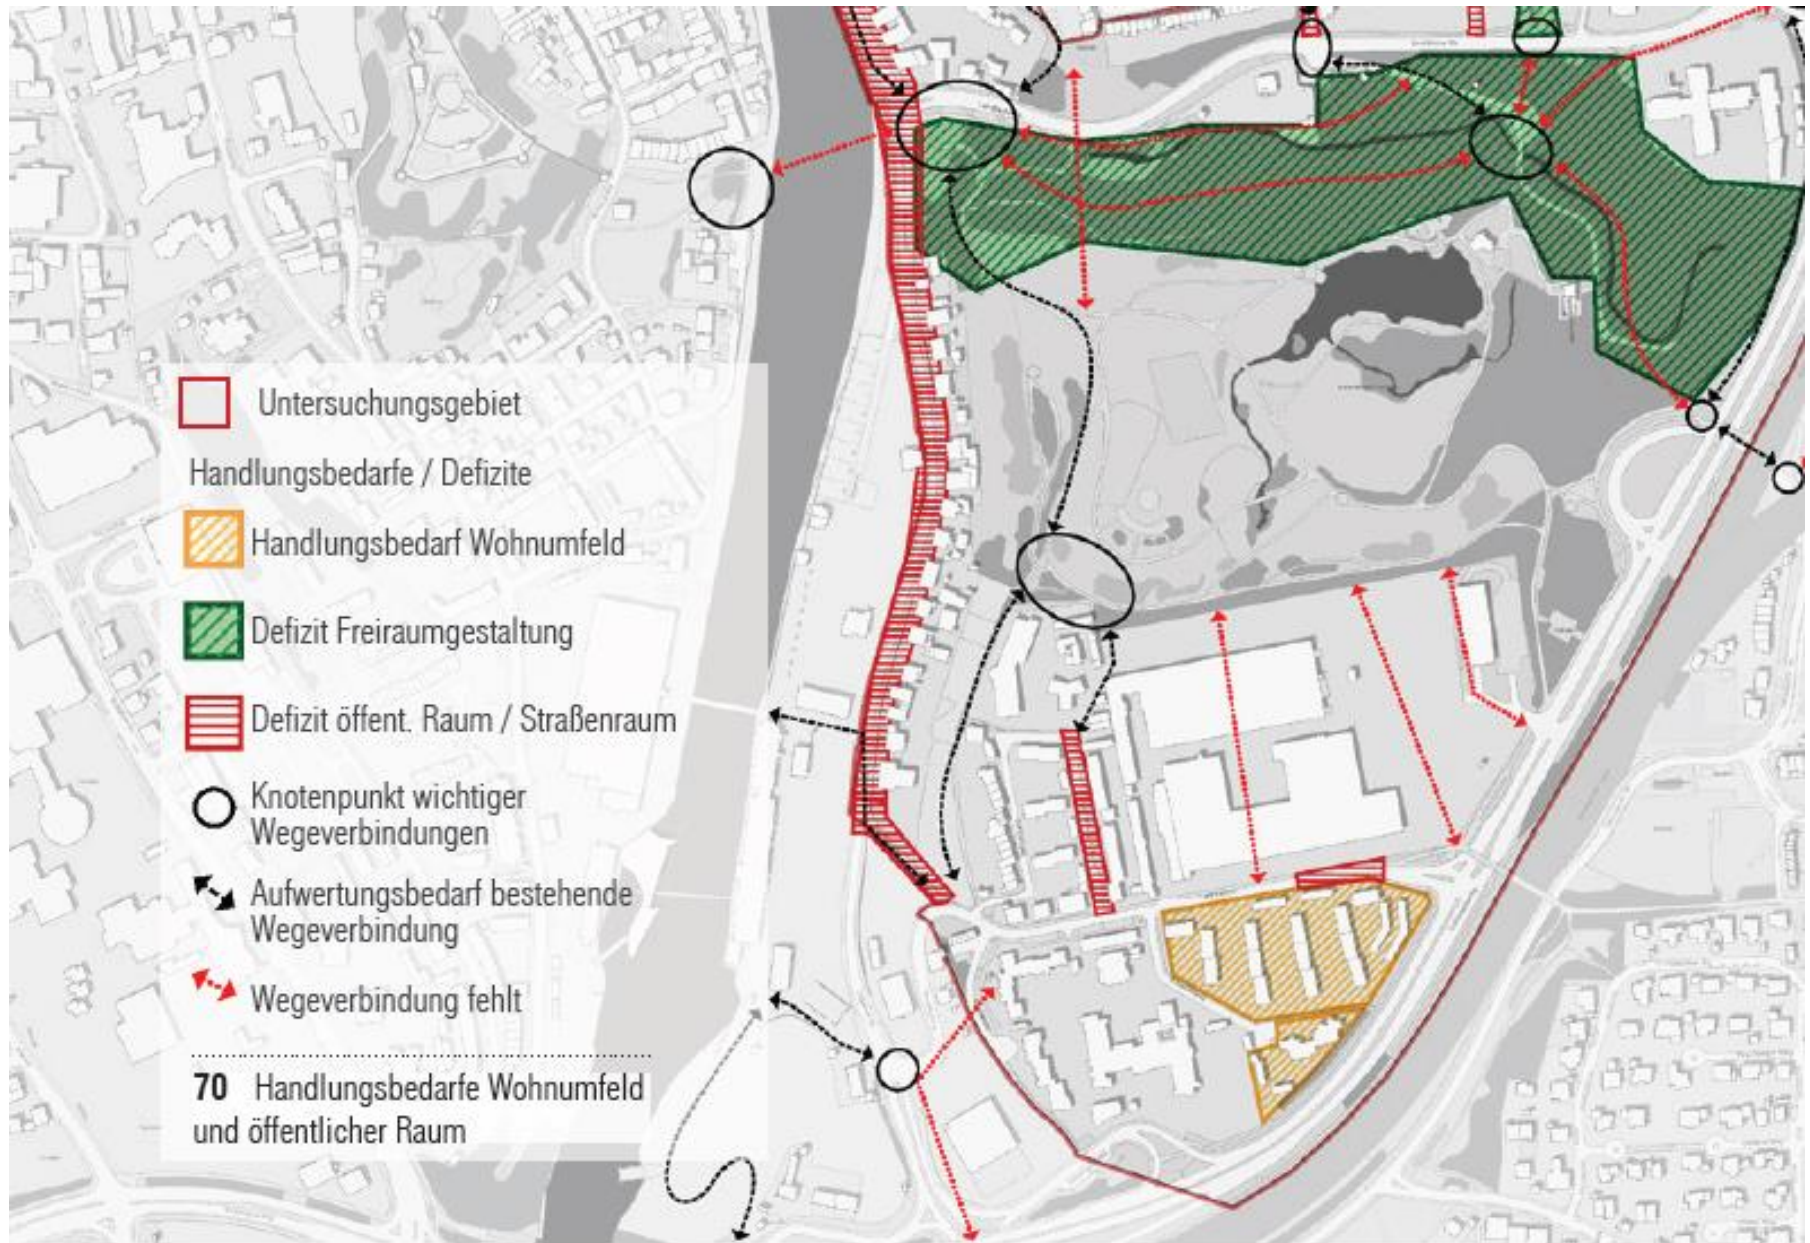 Untersuchungsgebiet
Handlungsbedarfe / Defizite
Handlungsbedarf Wohnumfeld
Defizit Freiraumgestaltung
Defizit öffent. Raum / Straßenraum
Knotenpunkt wichtiger
Wegeverbindungen
Aufwertungsbedarf bestehende
Wegeverbindung
Wegeverbindung fehlt
70 Handlungsbedarfe Wohnumfeld
und öffentlicher Raum